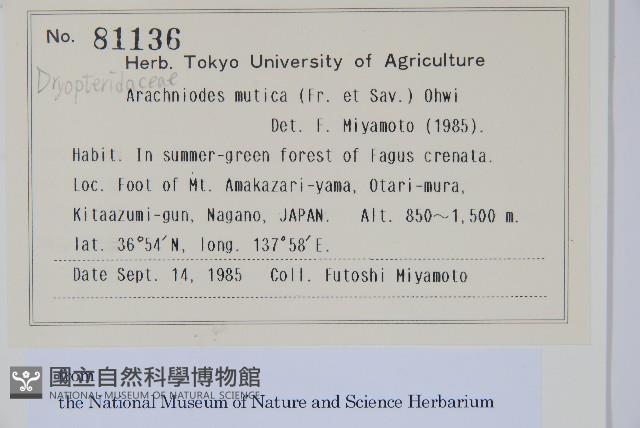 No. 81136
Herb. Tokyo University of Agriculture
Dryopteridaceae
Arachniodes mutica (Fr. et Sav.) Ohwi
Det. F. Miyamoto (1985).
Habit. In summer-green forest of Fagus crenata.
Loc. Foot of Mt. Amakazari-yama, Otari-mura,
Kitaazumi-gun, Nagano, JAPAN. Alt. 850~1,500 m.
lat. 36°54′N, long. 137°58′E.
Date Sept. 14, 1985 Coll. Futoshi Miyamoto
from
國立自然科學博物館
NATIONAL MUSEUM OF NATURAL SCIENCE
the National Museum of Nature and Science Herbarium